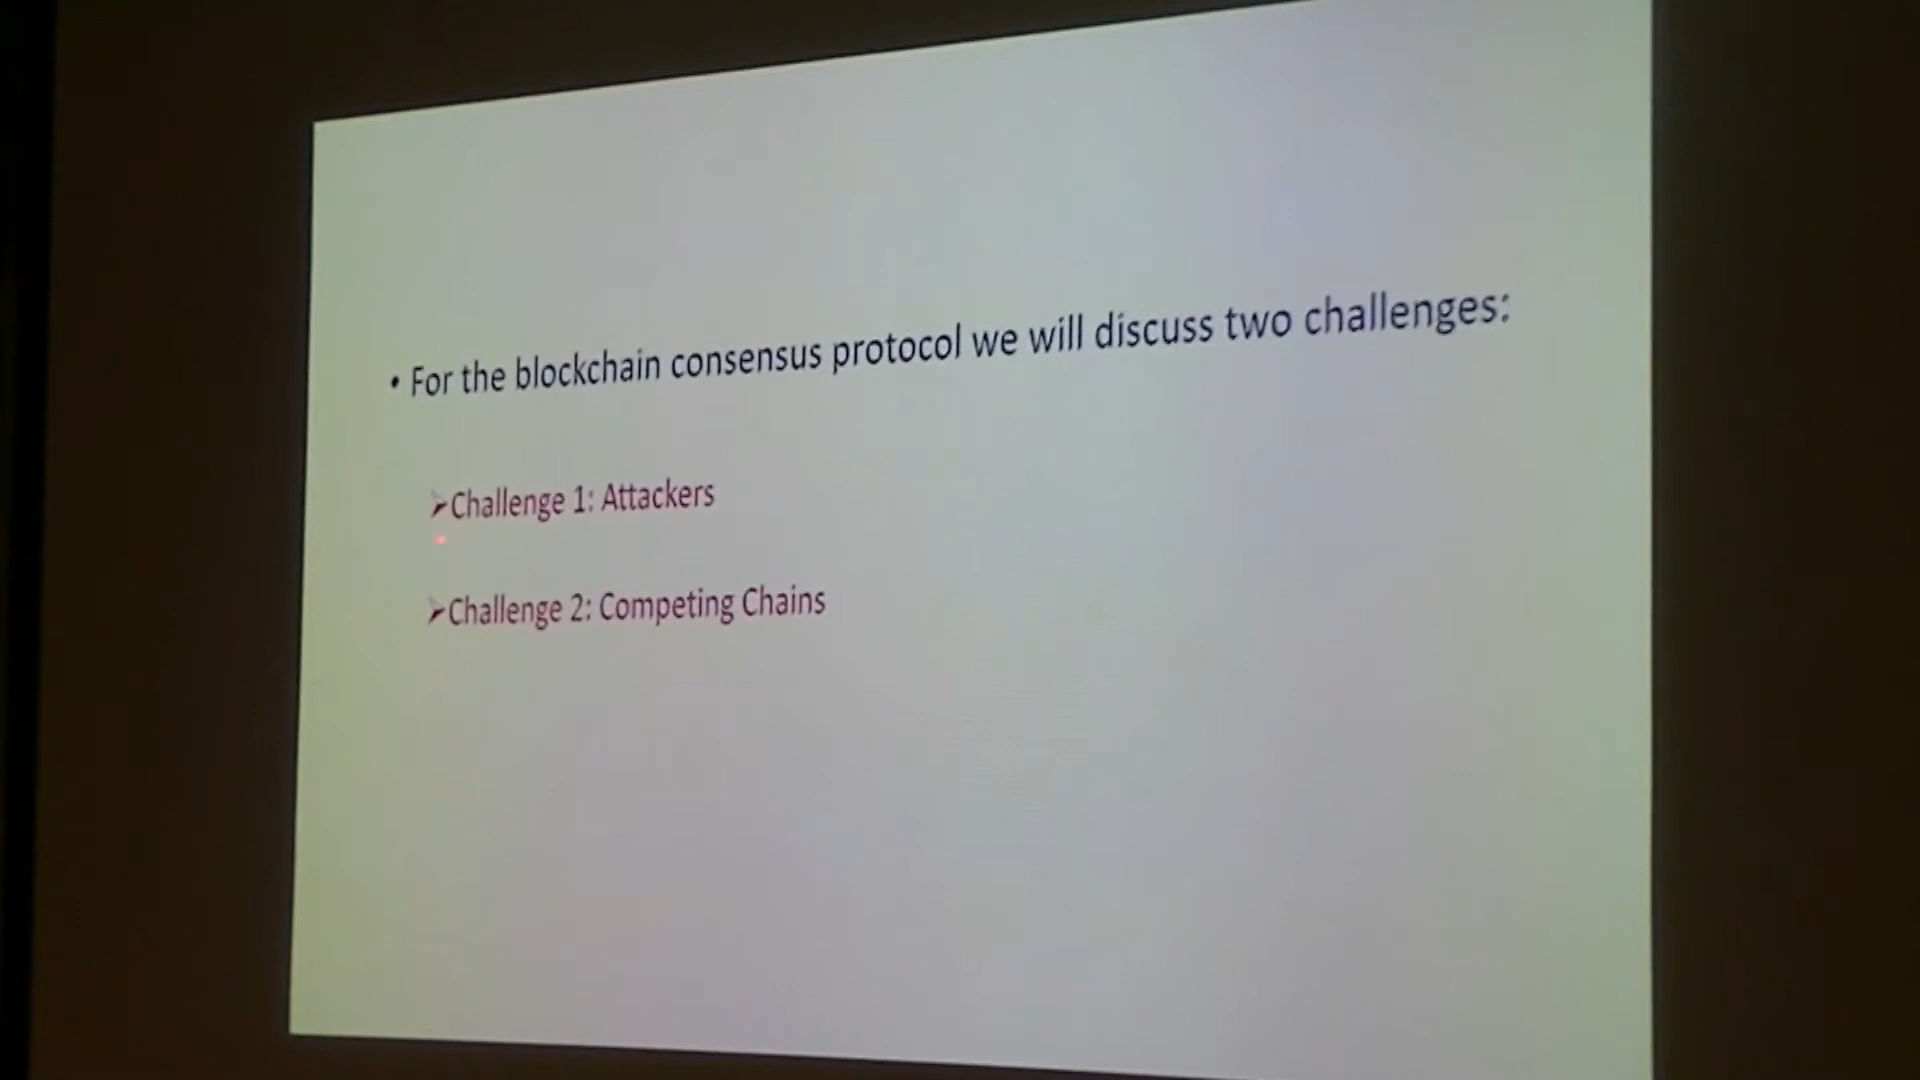 • For the blockchain consensus protocol we will discuss two challenges:
➢Challenge 1: Attackers
➢Challenge 2: Competing Chains